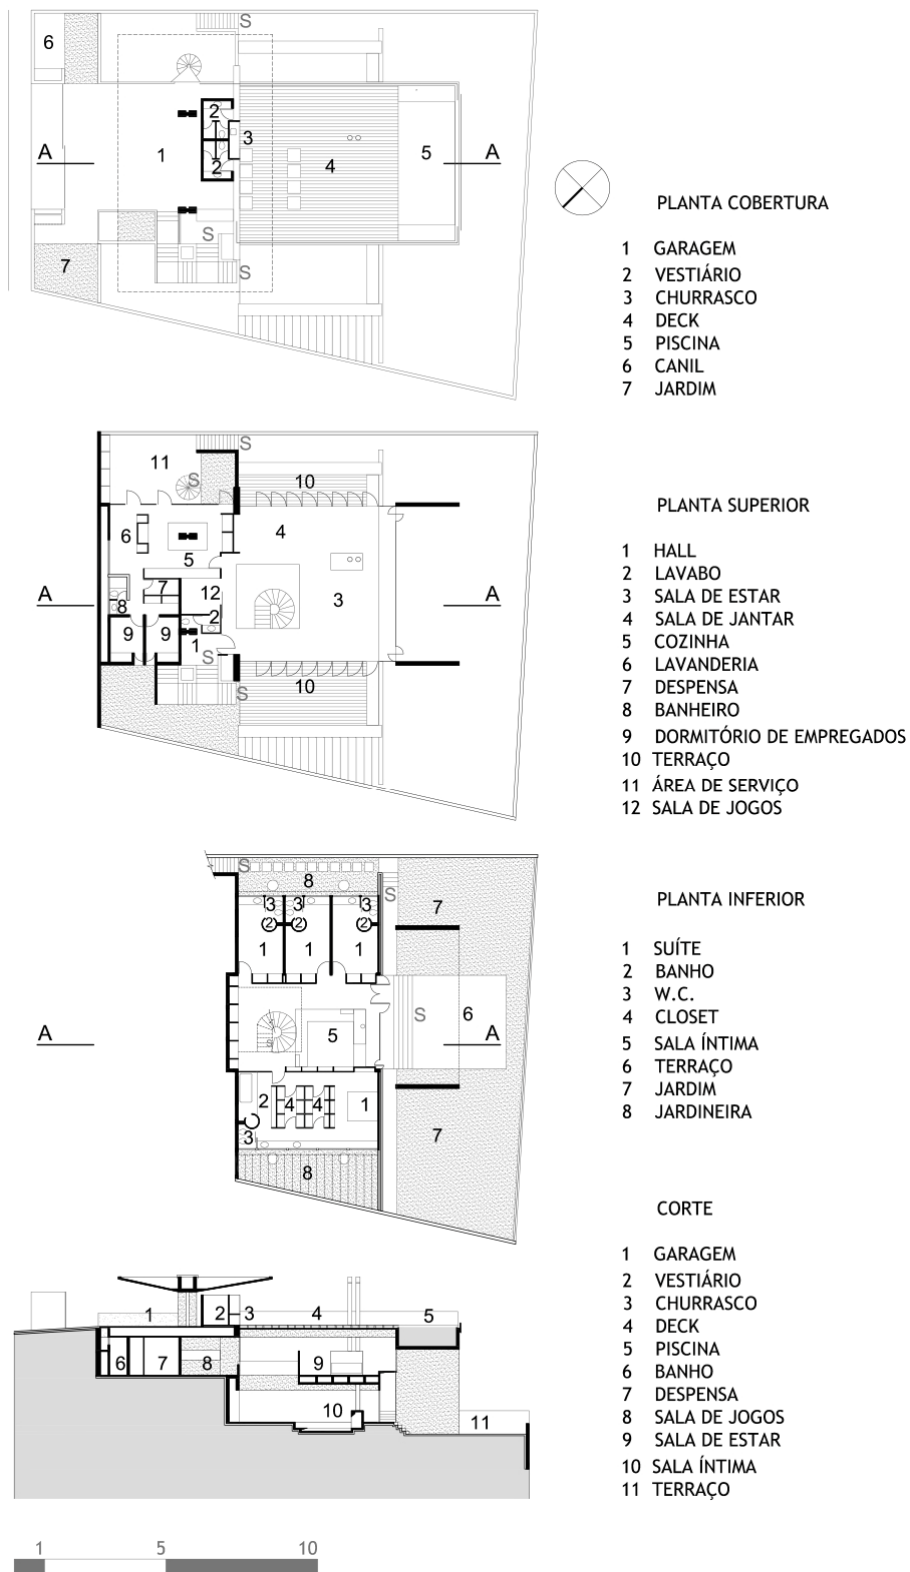 S
6
2
3
1
4
5
A
A
2
S
7
S
PLANTA COBERTURA
1 GARAGEM
2 VESTIÁRIO
3 CHURRASCO
4 DECK
5 PISCINA
6 CANIL
7 JARDIM
S
11
S
10
4
6
5
7
12
3
A
A
8
2
9
9
1
S
10
S
PLANTA SUPERIOR
1 HALL
2 LAVABO
3 SALA DE ESTAR
4 SALA DE JANTAR
5 COZINHA
6 LAVANDERIA
7 DESPENSA
8 BANHEIRO
9 DORMITÓRIO DE EMPREGADOS
10 TERRAÇO
11 ÁREA DE SERVIÇO
12 SALA DE JOGOS
S
8
S
3
3
3
7
2
2
2
1
1
1
S
6
5
A
A
2
4
4
1
3
7
8
PLANTA INFERIOR
1 SUÍTE
2 BANHO
3 W.C.
4 CLOSET
5 SALA ÍNTIMA
6 TERRAÇO
7 JARDIM
8 JARDINEIRA
1
2
3
4
5
6
7
8
9
10
11
CORTE
1 GARAGEM
2 VESTIÁRIO
3 CHURRASCO
4 DECK
5 PISCINA
6 BANHO
7 DESPENSA
8 SALA DE JOGOS
9 SALA DE ESTAR
10 SALA ÍNTIMA
11 TERRAÇO
1 5 10